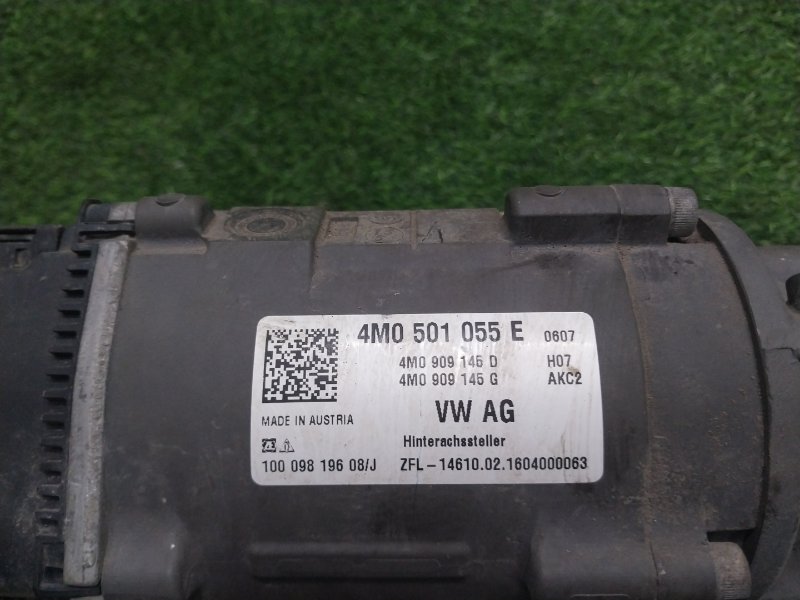 4M0 501 055 E 0607
4M0 909 145 D H07
4M0 909 145 G AKC2
MADE IN AUSTRIA
VW AG
Hinterachssteller
100 098 196 08/J ZFL-14610.02.1604000063